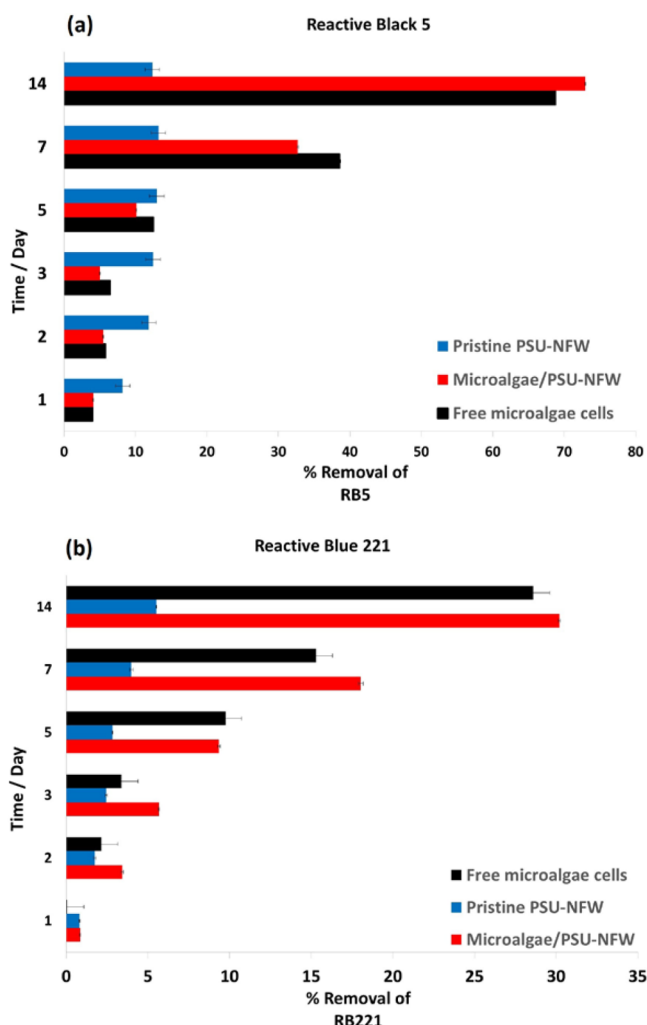 (a)
Reactive Black 5
14
7
5
3
2
1
Time / Day
Pristine PSU-NFW
Microalgae/PSU-NFW
Free microalgae cells
0 10 20 30 40 50 60 70 80
% Removal of
RB5
(b)
Reactive Blue 221
14
7
5
3
2
1
Time / Day
Free microalgae cells
Pristine PSU-NFW
Microalgae/PSU-NFW
0 5 10 15 20 25 30 35
% Removal of
RB221